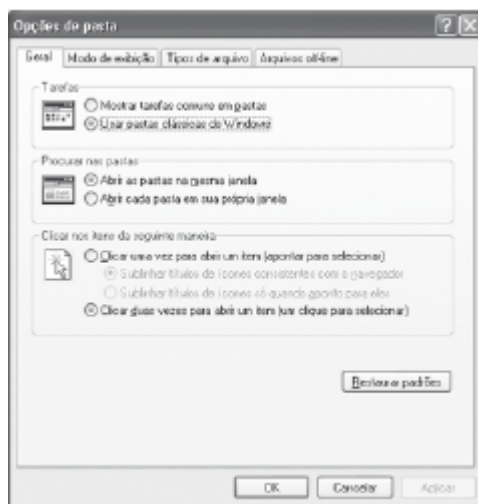 Opções de pasta
Geral Modo de exibição Tipos de arquivo Arquivos off-line
Tarefas
Mostrar tarefas comuns em pastas
Usar pastas clássicas do Windows
Procurar nas pastas
Abrir as pastas na mesma janela
Abrir cada pasta em sua própria janela
Clicar nos itens da seguinte maneira
Clicar uma vez para abrir um item (apontar para selecionar)
Sublinhar títulos de ícones consistentes com o navegador
Sublinhar títulos de ícones só quando aponto para eles
Clicar duas vezes para abrir um item (um clique para selecionar)
Restaurar padrões
OK Cancelar Aplicar